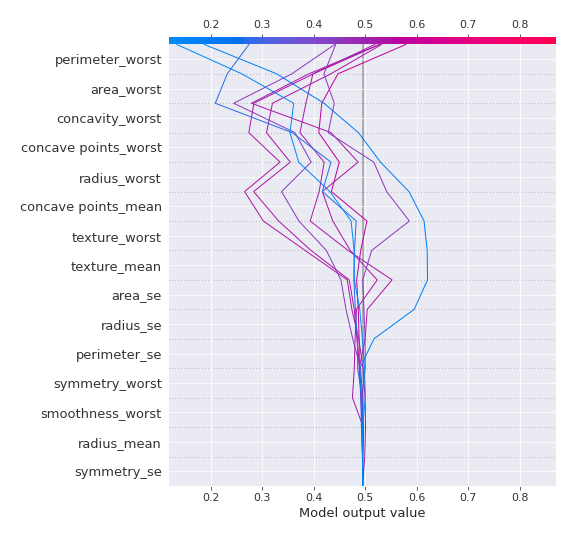 0.2 0.3 0.4 0.5 0.6 0.7 0.8
perimeter_worst
area_worst
concavity_worst
concave points_worst
radius_worst
concave points_mean
texture_worst
texture_mean
area_se
radius_se
perimeter_se
symmetry_worst
smoothness_worst
radius_mean
symmetry_se
0.2 0.3 0.4 0.5 0.6 0.7 0.8
Model output value